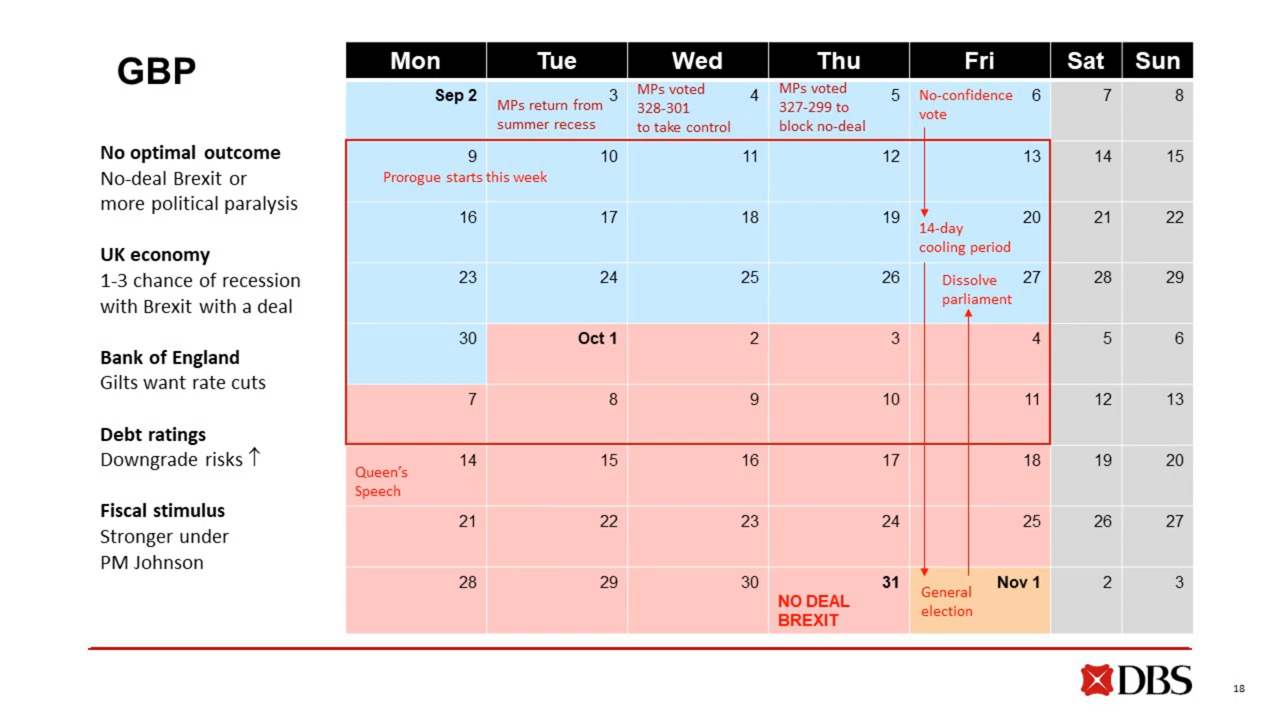 GBP
No optimal outcome
No-deal Brexit or
more political paralysis
UK economy
1-3 chance of recession
with Brexit with a deal
Bank of England
Gilts want rate cuts
Debt ratings
Downgrade risks ↑
Fiscal stimulus
Stronger under
PM Johnson
Mon Tue Wed Thu Fri Sat Sun
Sep 2
3
MPs return from
summer recess
4
MPs voted
328-301
to take control
5
MPs voted
327-299 to
block no-deal
6
No-confidence
vote
7 8
9 10 11 12 13 14 15
Prorogue starts this week
16 17 18 19 20 21 22
14-day
cooling period
23 24 25 26 27 28 29
Dissolve
parliament
30 Oct 1 2 3 4 5 6
7 8 9 10 11 12 13
14 15 16 17 18 19 20
Queen's
Speech
21 22 23 24 25 26 27
28 29 30 31 Nov 1 2 3
NO DEAL
BREXIT
General
election
DBS
18